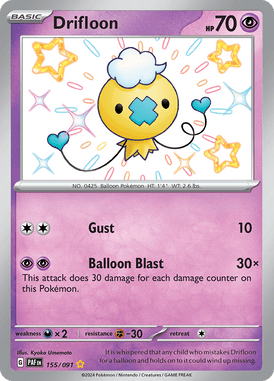 BASIC
Drifloon
HP 70
NO. 0425 Balloon Pokémon HT: 1'4" WT: 2.6 lbs.
Gust 10
Balloon Blast 30×
This attack does 30 damage for each damage counter on
this Pokémon.
weakness ×2 resistance -30 retreat
Illus. Kyoko Umemoto
G PAF EN 155/091
It is whispered that any child who mistakes Drifloon
for a balloon and holds on to it could wind up missing.
©2024 Pokémon / Nintendo / Creatures / GAME FREAK